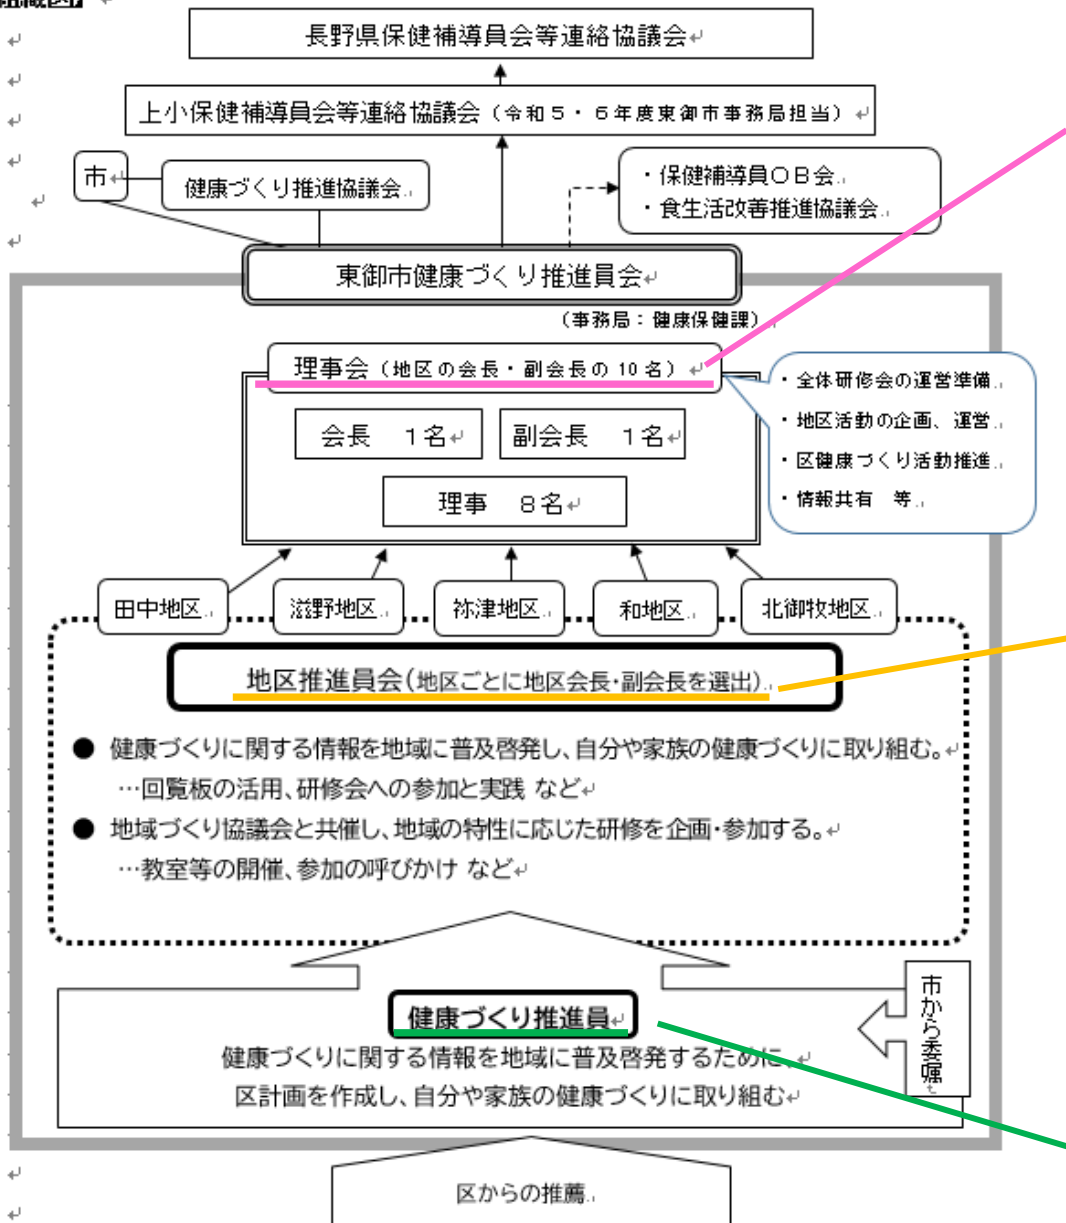 組織図】
長野県保健補導員会等連絡協議会
上小保健補導員会等連絡協議会（令和５・６年度東御市事務局担当）
市
健康づくり推進協議会
・保健補導員ＯＢ会
・食生活改善推進協議会
東御市健康づくり推進員会
（事務局：健康保健課）
理事会（地区の会長・副会長の 10 名）
会長　１名
副会長　１名
理事　８名
・全体研修会の運営準備
・地区活動の企画、運営
・区健康づくり活動推進
・情報共有　等
田中地区
滋野地区
祢津地区
和地区
北御牧地区
地区推進員会(地区ごとに地区会長・副会長を選出)
● 健康づくりに関する情報を地域に普及啓発し、自分や家族の健康づくりに取り組む。
…回覧板の活用、研修会への参加と実践 など
● 地域づくり協議会と共催し、地域の特性に応じた研修を企画・参加する。
…教室等の開催、参加の呼びかけ など
健康づくり推進員
健康づくりに関する情報を地域に普及啓発するために、
区計画を作成し、自分や家族の健康づくりに取り組む
市から委嘱
区からの推薦